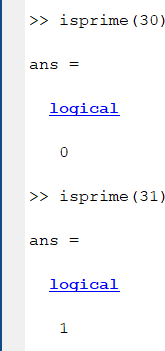 >> isprime(30)
ans =
logical
0
>> isprime(31)
ans =
logical
1